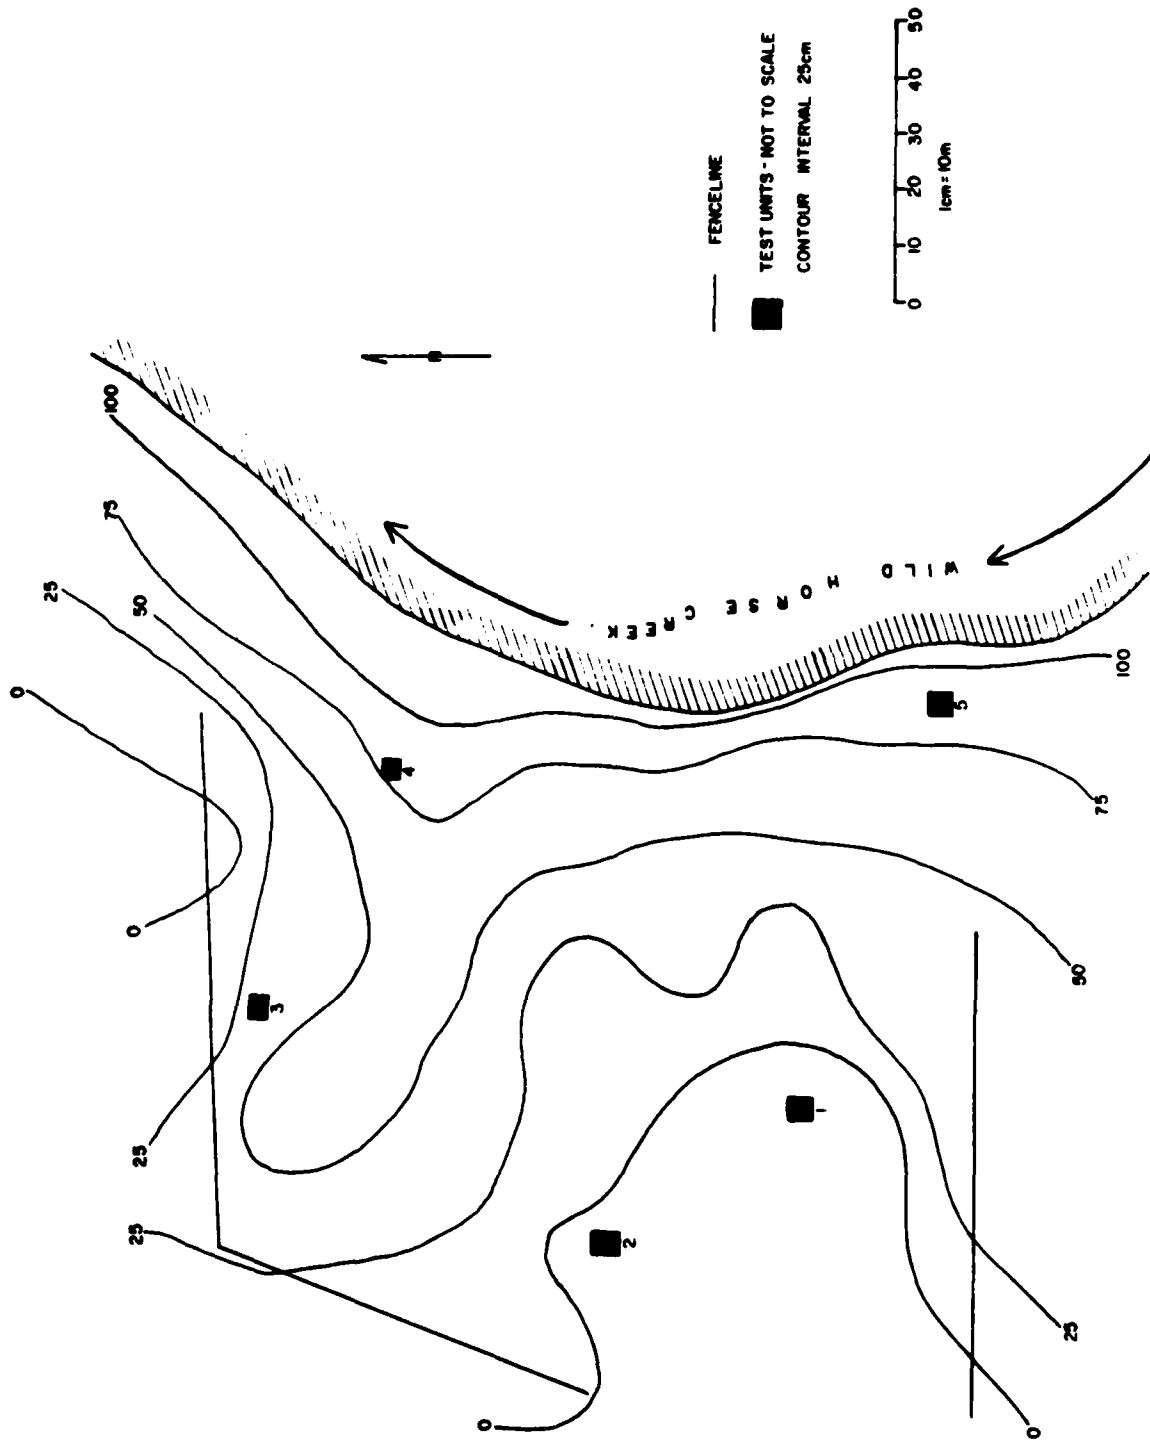 FENCELINE
TEST UNITS - NOT TO SCALE
CONTOUR INTERVAL 25cm
0 10 20 30 40 50
1cm = 10m
N
WILD HORSE CREEK
100
75
50
25
0
0
25
25
0
0
25
50
75
100
1
2
3
4
5